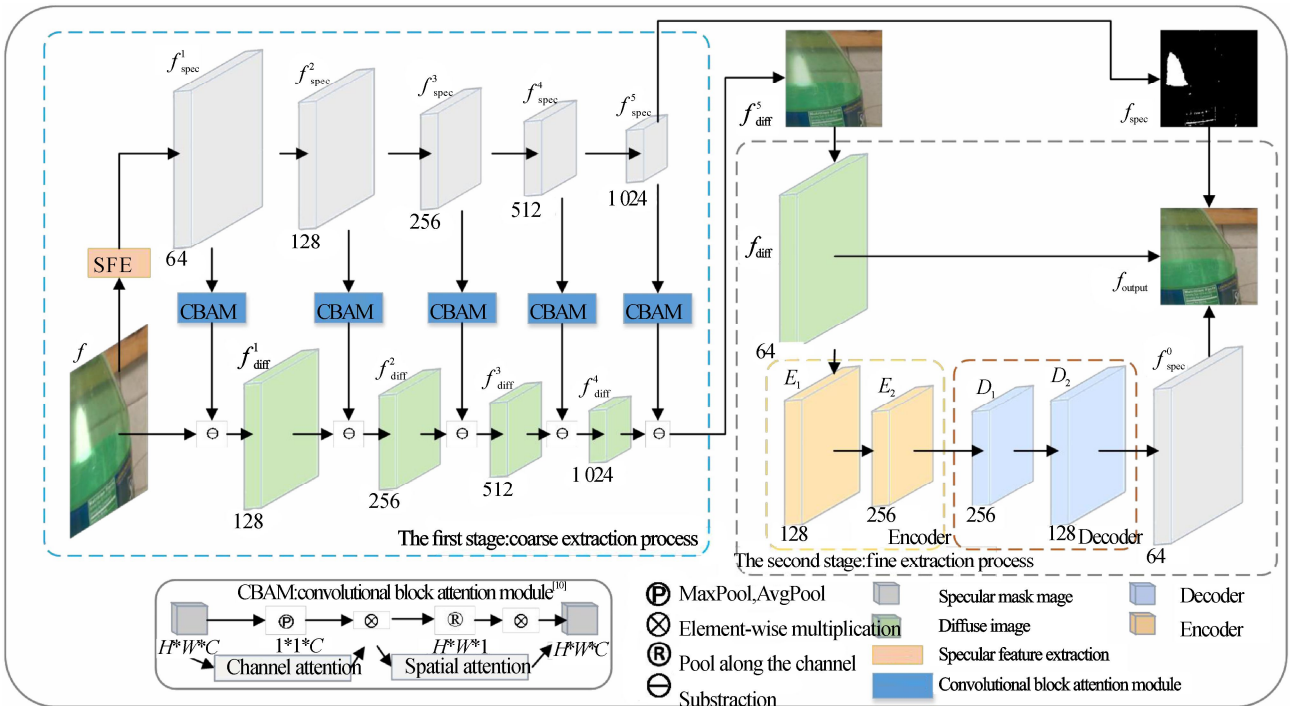 f¹spec
f²spec
f³spec
f⁴spec
f⁵spec
f⁵diff
fspec
64
128
256
512
1 024
SFE
CBAM
CBAM
CBAM
CBAM
CBAM
f
f¹diff
f²diff
f³diff
f⁴diff
128
256
512
1 024
The first stage:coarse extraction process
fdiff
foutput
64
E₁
E₂
D₁
D₂
f⁰spec
128
256
Encoder
256
128
Decoder
64
The second stage:fine extraction process
CBAM:convolutional block attention module[10]
P
R
H*W*C
1*1*C
H*W*1
H*W*C
Channel attention
Spatial attention
P MaxPool,AvgPool
⊗ Element-wise multiplication
R Pool along the channel
⊖ Substraction
Specular mask mage
Diffuse image
Specular feature extraction
Convolutional block attention module
Decoder
Encoder